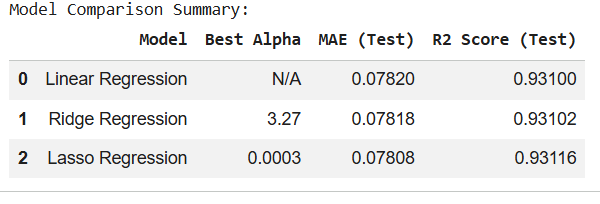 Model Comparison Summary:
Model Best Alpha MAE (Test) R2 Score (Test)
0 Linear Regression N/A 0.07820 0.93100
1 Ridge Regression 3.27 0.07818 0.93102
2 Lasso Regression 0.0003 0.07808 0.93116